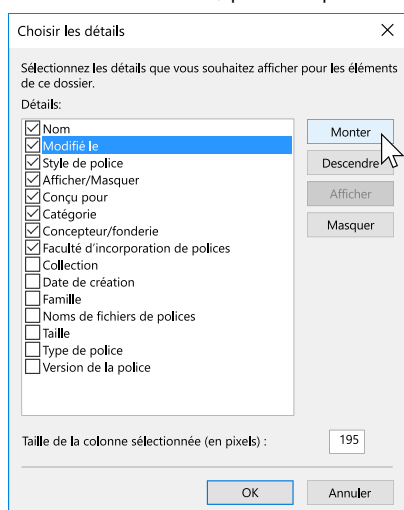 Choisir les détails
Sélectionnez les détails que vous souhaitez afficher pour les éléments
de ce dossier.
Détails:
Nom
Modifié le
Style de police
Afficher/Masquer
Conçu pour
Catégorie
Concepteur/fonderie
Faculté d'incorporation de polices
Collection
Date de création
Famille
Noms de fichiers de polices
Taille
Type de police
Version de la police
Monter
Descendre
Afficher
Masquer
Taille de la colonne sélectionnée (en pixels) : 195
OK
Annuler